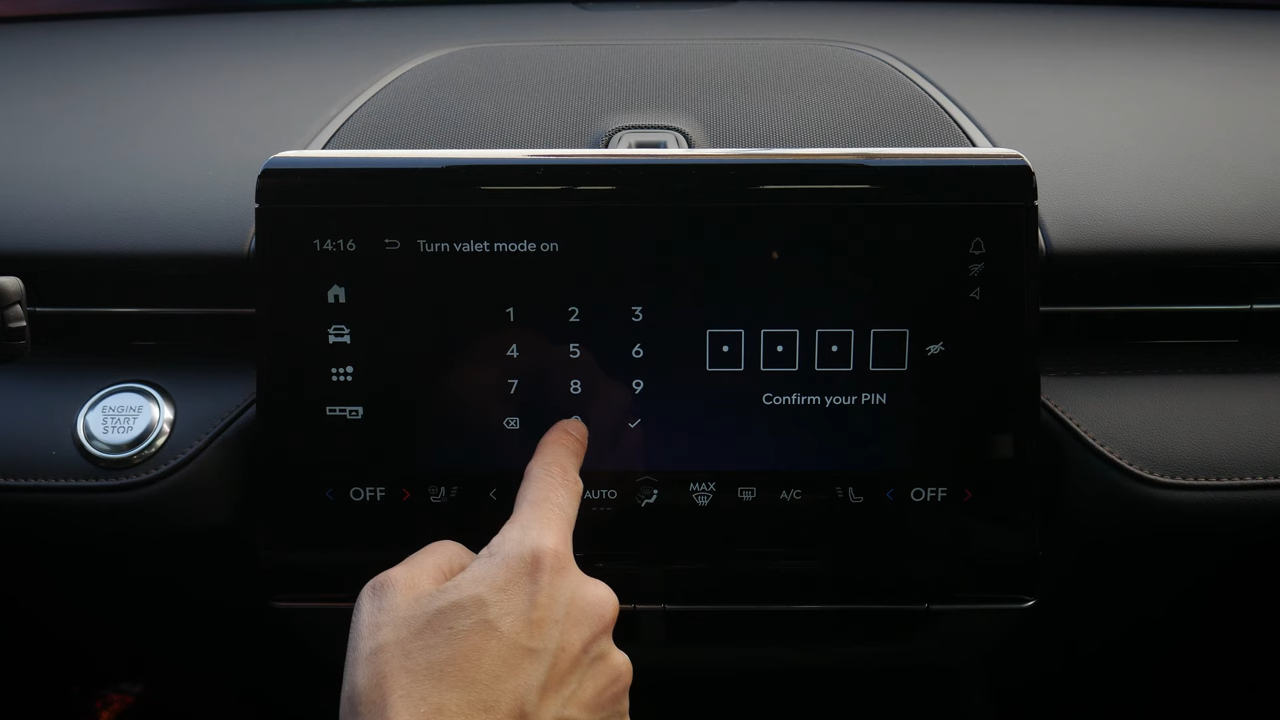 14:16 Turn valet mode on
1 2 3
4 5 6
7 8 9
Confirm your PIN
ENGINE
START
STOP
OFF AUTO MAX A/C OFF